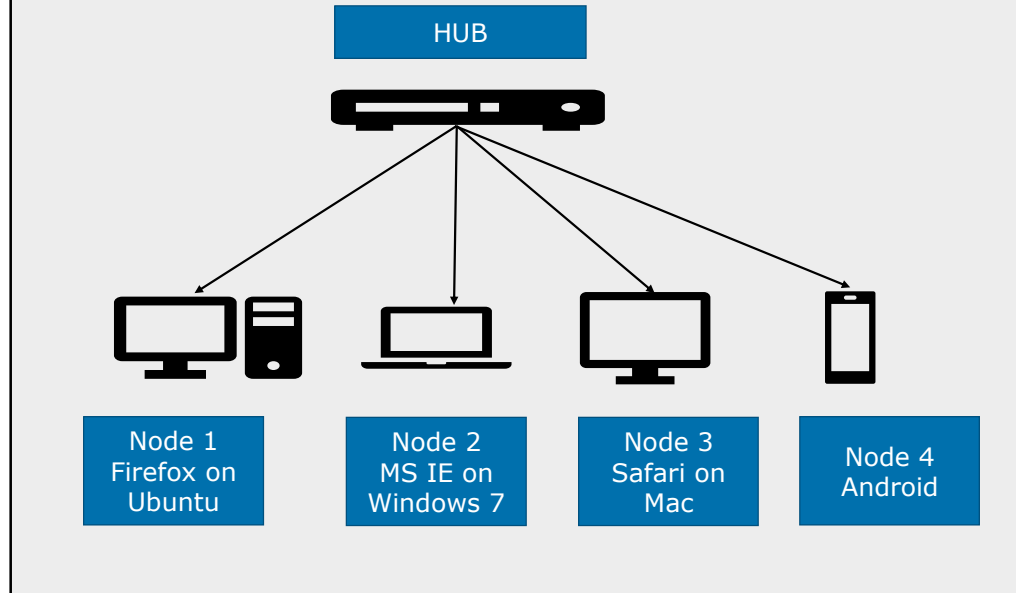 HUB
Node 1
Firefox on
Ubuntu
Node 2
MS IE on
Windows 7
Node 3
Safari on
Mac
Node 4
Android